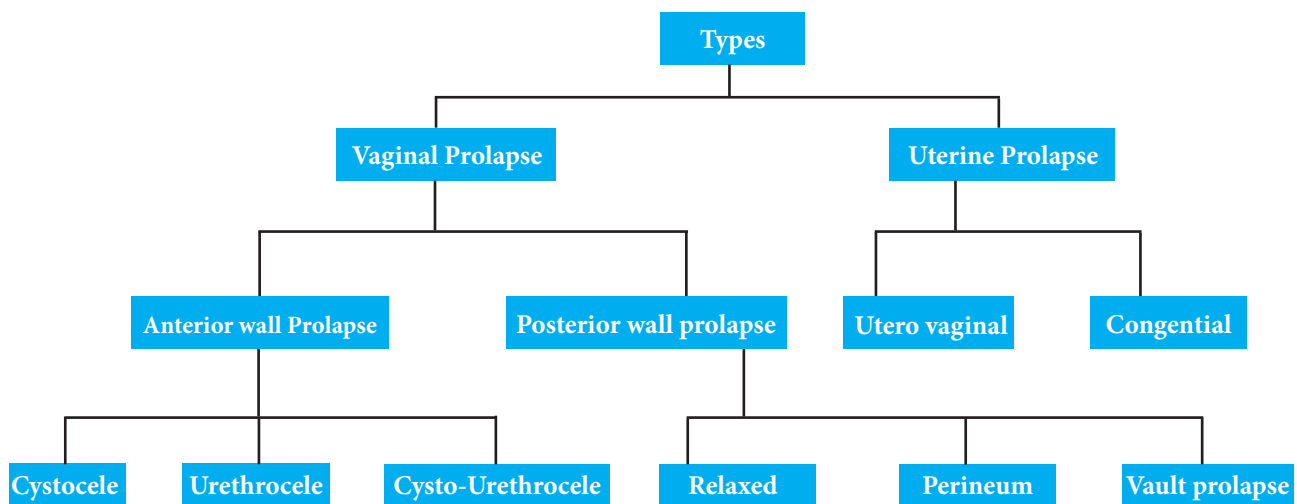 Types
Vaginal Prolapse
Uterine Prolapse
Anterior wall Prolapse
Posterior wall prolapse
Utero vaginal
Congential
Cystocele
Urethrocele
Cysto-Urethrocele
Relaxed
Perineum
Vault prolapse